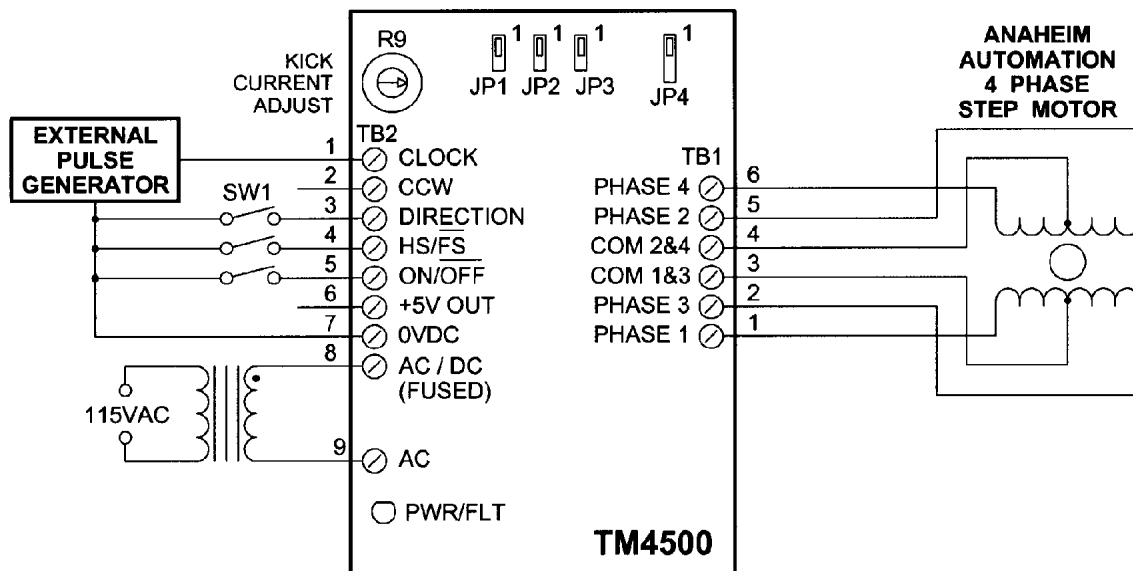 R9
KICK
CURRENT
ADJUST
1 1 1 1
JP1 JP2 JP3 JP4
ANAHEIM
AUTOMATION
4 PHASE
STEP MOTOR
EXTERNAL
PULSE
GENERATOR
SW1
115VAC
TB2
1 CLOCK
2 CCW
3 DIRECTION
4 HS/F̅S̅
5 ON/O̅F̅F̅
6 +5V OUT
7 0VDC
8 AC / DC
(FUSED)
9 AC
PWR/FLT
TB1
PHASE 4 6
PHASE 2 5
COM 2&4 4
COM 1&3 3
PHASE 3 2
PHASE 1 1
TM4500